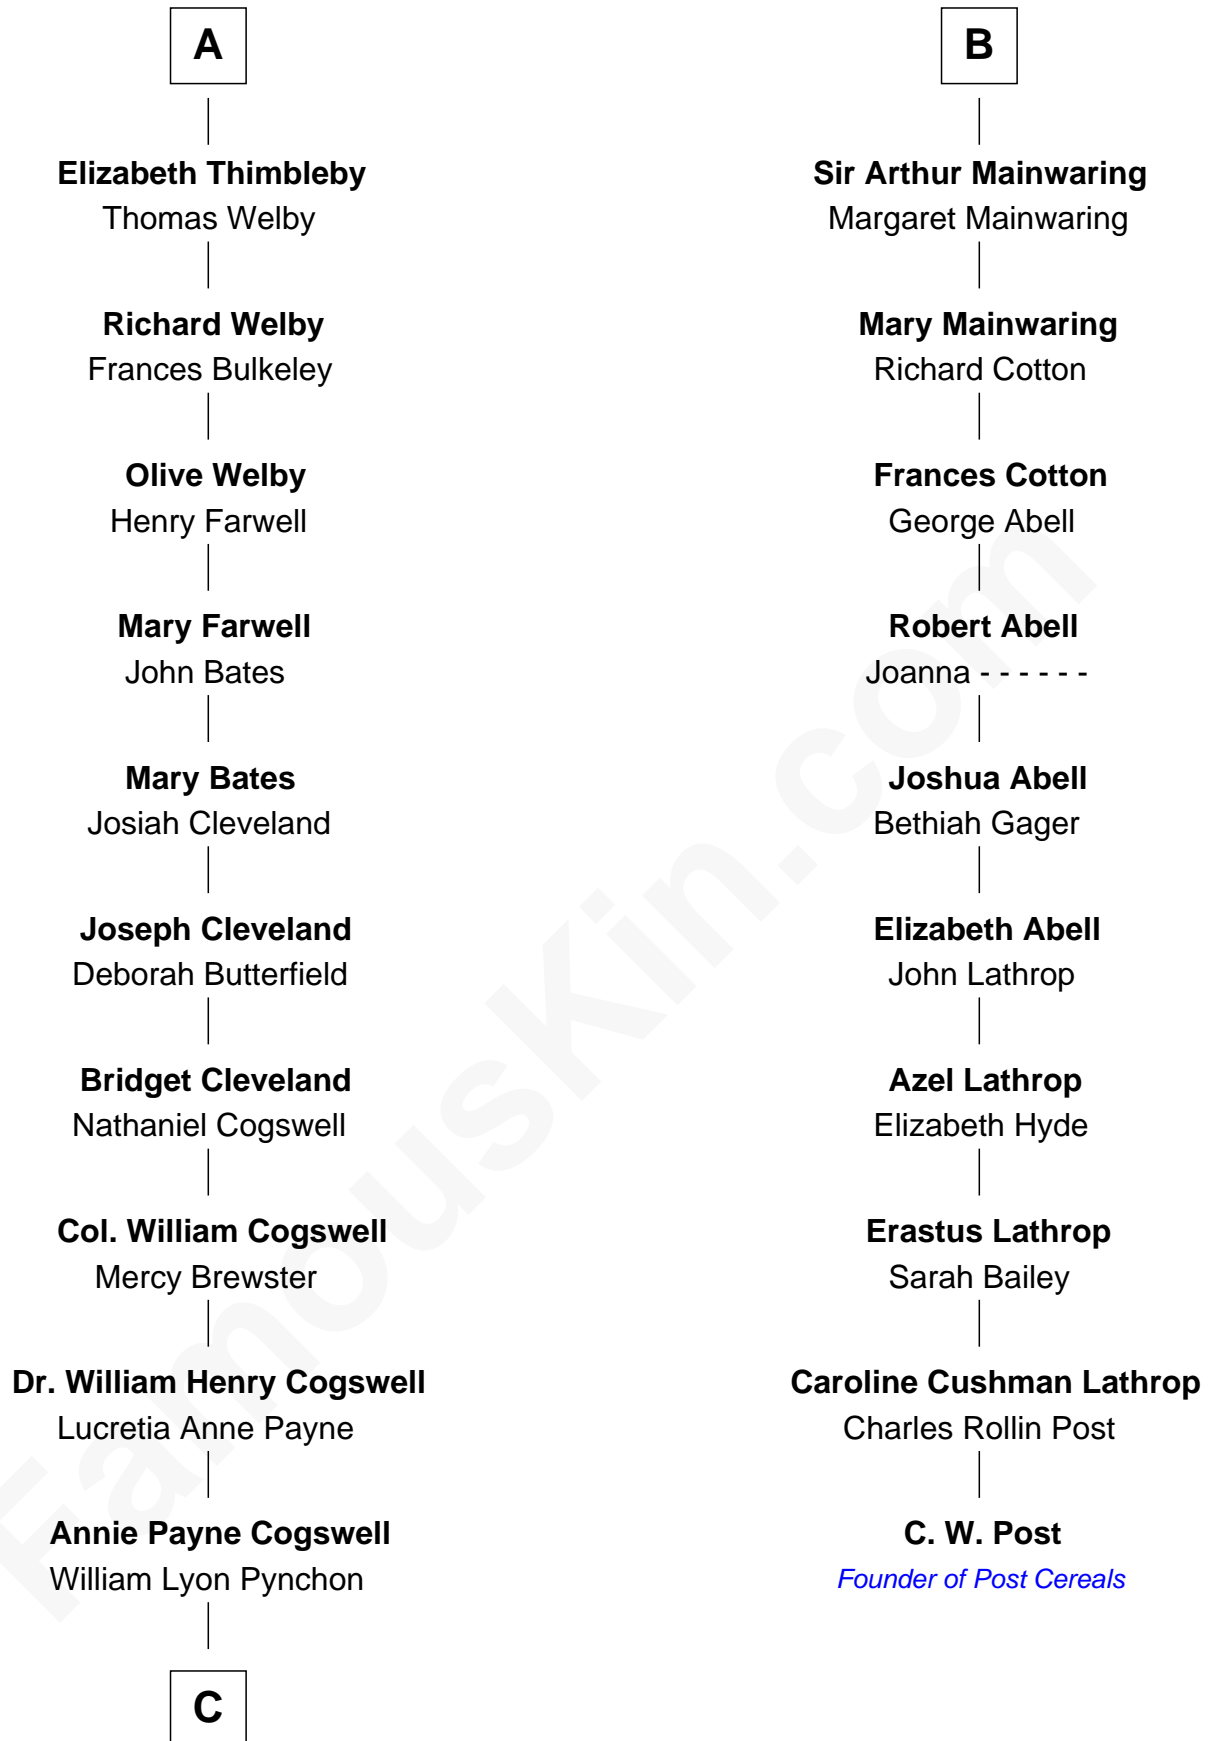 A
Elizabeth Thimbleby
Thomas Welby
Richard Welby
Frances Bulkeley
Olive Welby
Henry Farwell
Mary Farwell
John Bates
Mary Bates
Josiah Cleveland
Joseph Cleveland
Deborah Butterfield
Bridget Cleveland
Nathaniel Cogswell
Col. William Cogswell
Mercy Brewster
Dr. William Henry Cogswell
Lucretia Anne Payne
Annie Payne Cogswell
William Lyon Pynchon
C
B
Sir Arthur Mainwaring
Margaret Mainwaring
Mary Mainwaring
Richard Cotton
Frances Cotton
George Abell
Robert Abell
Joanna - - - - - -
Joshua Abell
Bethiah Gager
Elizabeth Abell
John Lathrop
Azel Lathrop
Elizabeth Hyde
Erastus Lathrop
Sarah Bailey
Caroline Cushman Lathrop
Charles Rollin Post
C. W. Post
Founder of Post Cereals
FamousKin.com